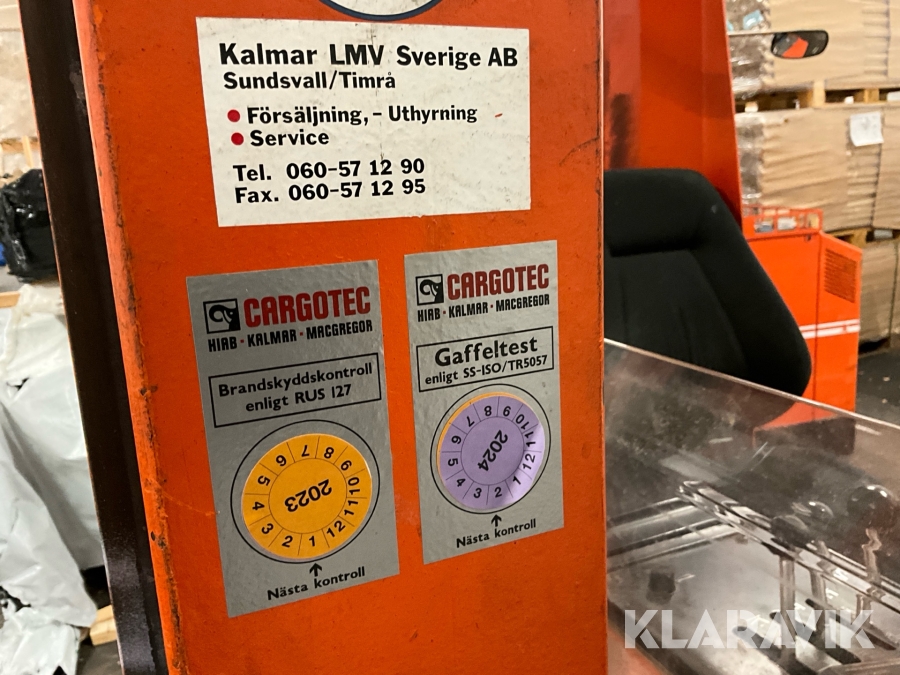 Kalmar LMV Sverige AB
Sundsvall/Timrå
• Försäljning, - Uthyrning
• Service
Tel. 060-57 12 90
Fax. 060-57 12 95
CARGOTEC
HIAB · KALMAR · MACGREGOR
Brandskyddskontroll
enligt RUS 127
2023
1 2 3 4 5 6 7 8 9 10 11 12
Nästa kontroll
CARGOTEC
HIAB · KALMAR · MACGREGOR
Gaffeltest
enligt SS-ISO/TR5057
2024
1 2 3 4 5 6 7 8 9 10 11 12
Nästa kontroll
KLARAVIK